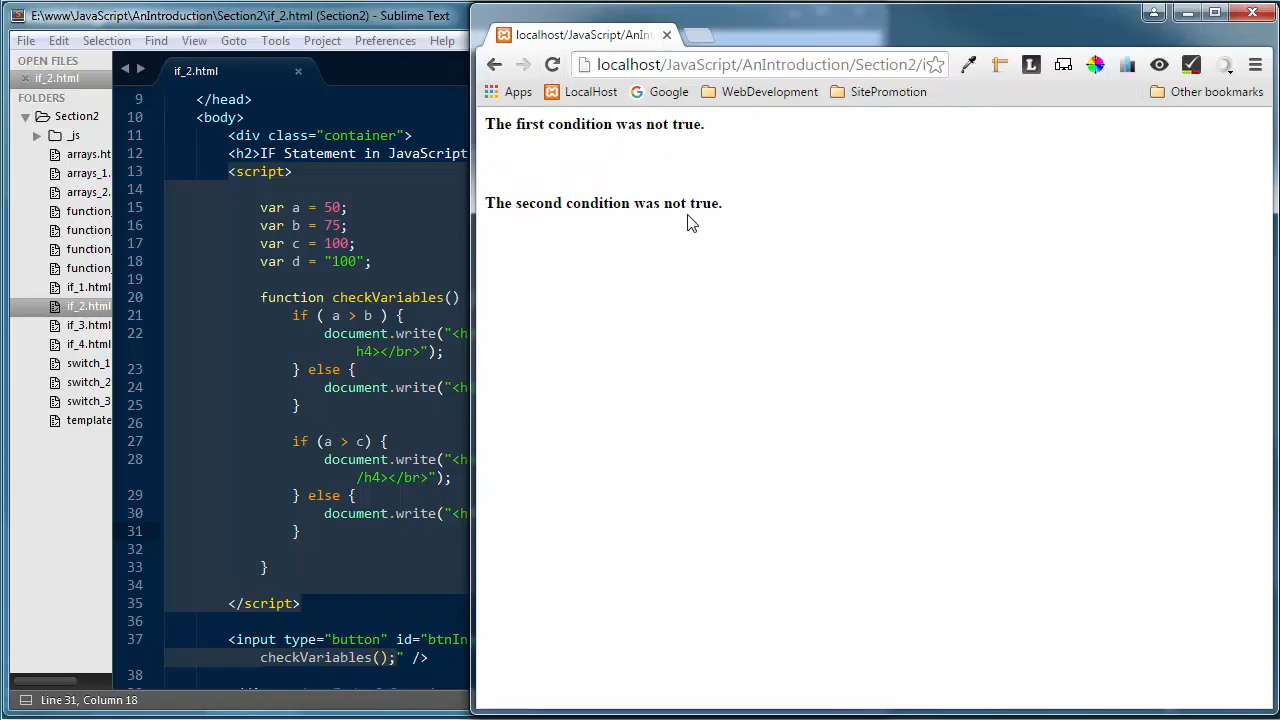 E:\www\JavaScript\AnIntroduction\Section2\if_2.html (Section2) - Sublime Text
File Edit Selection Find View Goto Tools Project Preferences Help
OPEN FILES
if_2.html
FOLDERS
Section2
_js
arrays.ht
arrays_1.
arrays_2.
function_
function_
function_
function_
if_1.html
if_2.html
if_3.html
if_4.html
switch_1
switch_2
switch_3
template
if_2.html
9 </head>
10 <body>
11 <div class="container">
12 <h2>IF Statement in JavaScript
13 <script>
14
15 var a = 50;
16 var b = 75;
17 var c = 100;
18 var d = "100";
19
20 function checkVariables()
21 if ( a > b ) {
22 document.write("<h
h4></br>");
23 } else {
24 document.write("<h
25 }
26
27 if (a > c) {
28 document.write("<h
/h4></br>");
29 } else {
30 document.write("<h
31 }
32
33 }
34
35 </script>
36
37 <input type="button" id="btnIn
checkVariables();" />
38
Line 31, Column 18
localhost/JavaScript/AnInt
localhost/JavaScript/AnIntroduction/Section2/i
Apps LocalHost Google WebDevelopment SitePromotion Other bookmarks
The first condition was not true.
The second condition was not true.